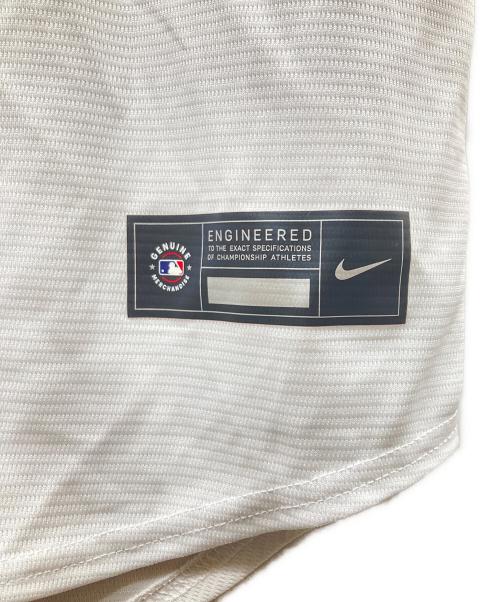 GENUINE
MERCHANDISE
ENGINEERED
TO THE EXACT SPECIFICATIONS
OF CHAMPIONSHIP ATHLETES